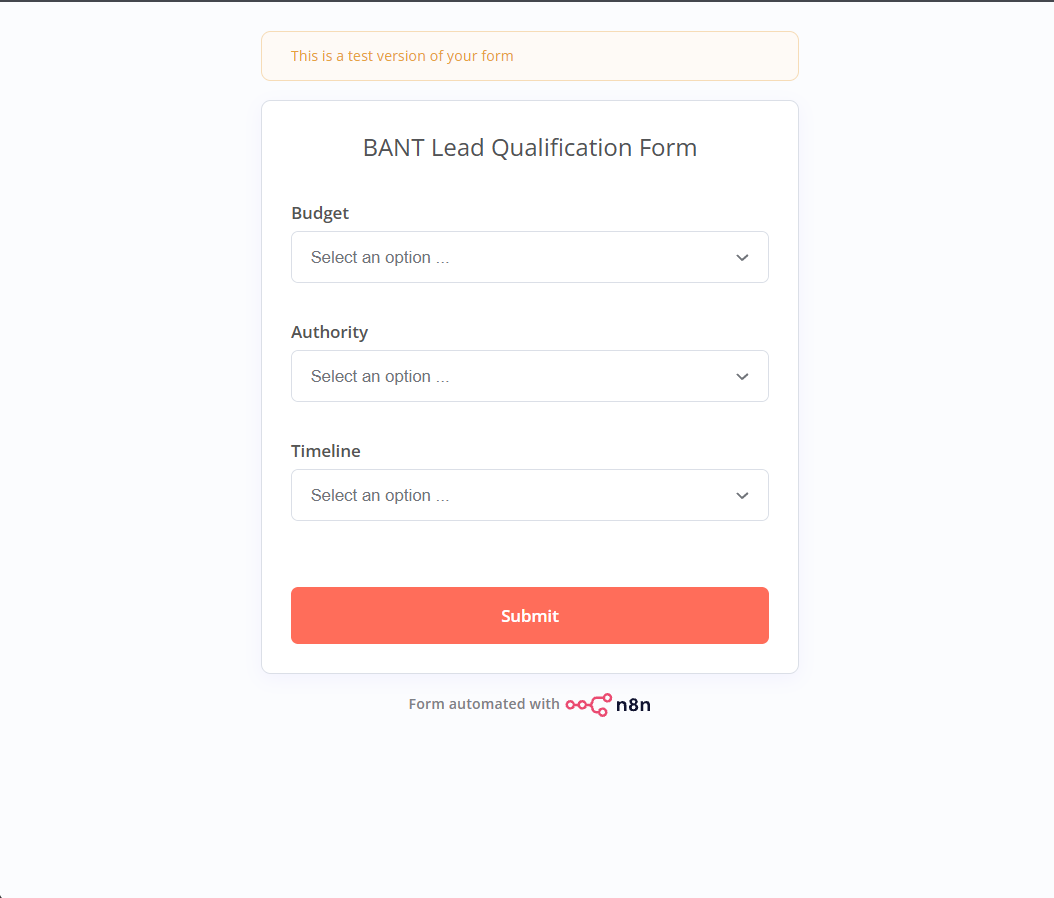 This is a test version of your form
BANT Lead Qualification Form
Budget
Select an option ...
Authority
Select an option ...
Timeline
Select an option ...
Submit
Form automated with n8n